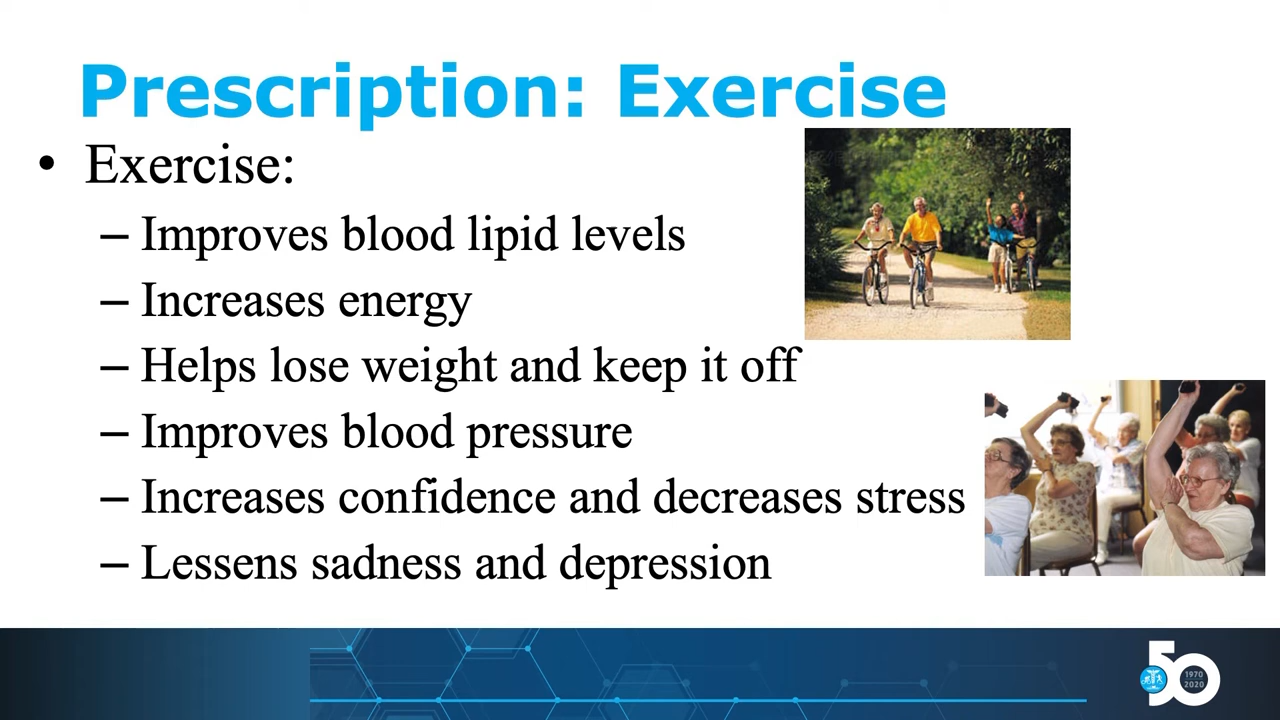 Prescription: Exercise
• Exercise:
– Improves blood lipid levels
– Increases energy
– Helps lose weight and keep it off
– Improves blood pressure
– Increases confidence and decreases stress
– Lessens sadness and depression
50
1970
2020